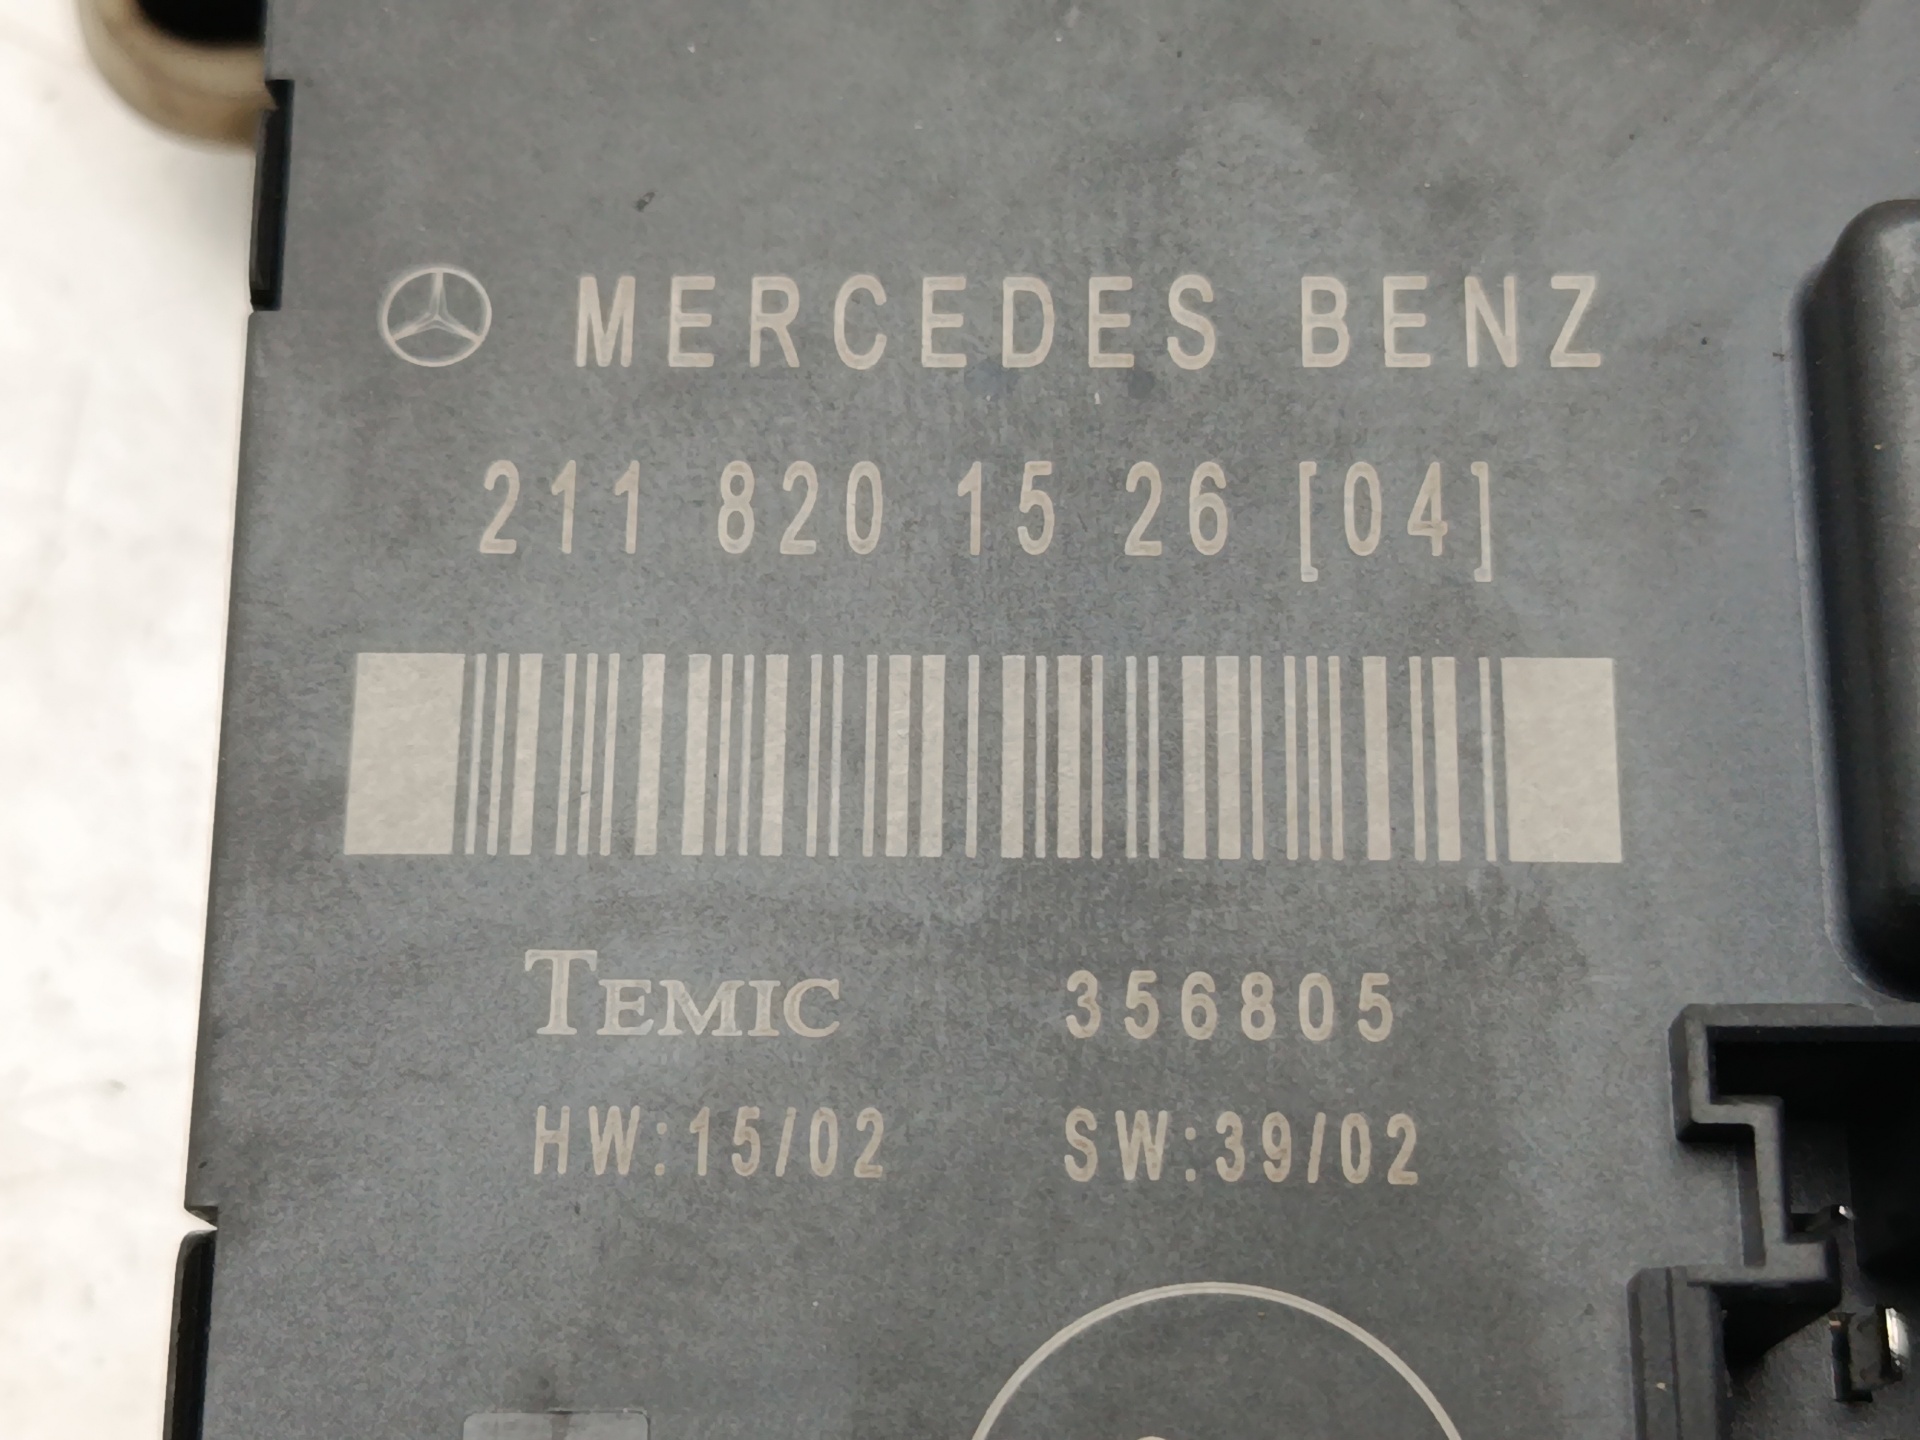 MERCEDES BENZ
211 820 15 26 [04]
TEMIC 356805
HW:15/02 SW:39/02